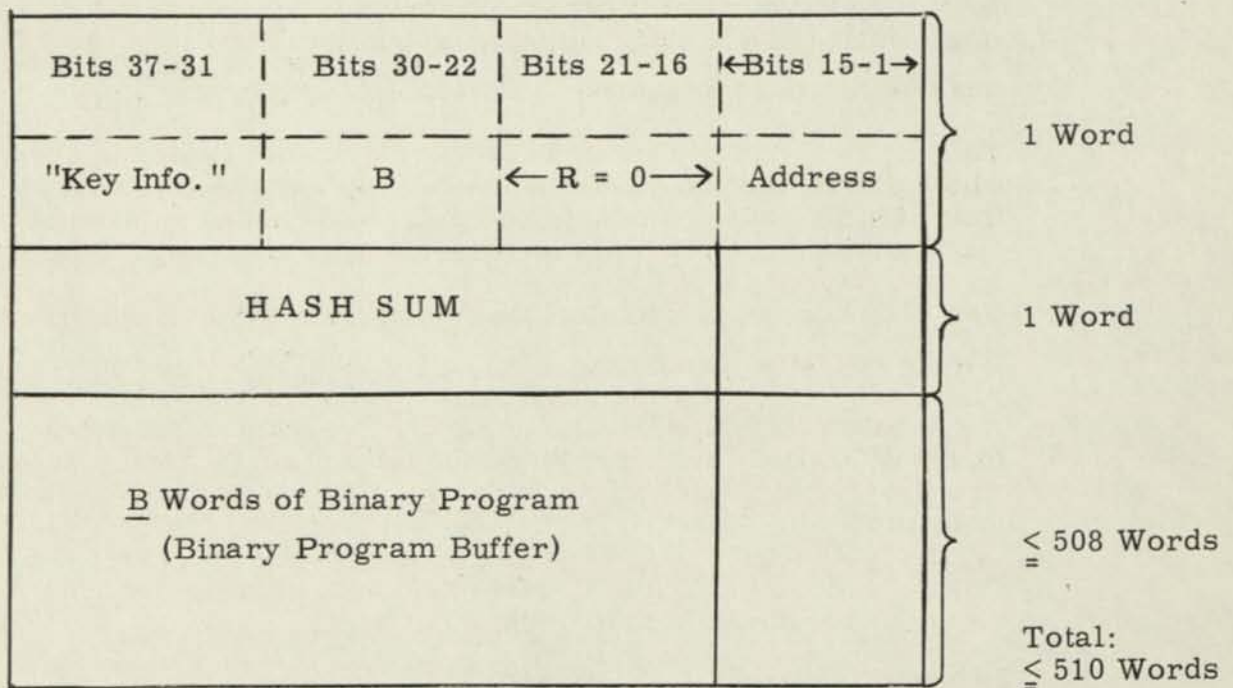 Bits 37-31 Bits 30-22 Bits 21-16 ←Bits 15-1→
1 Word
"Key Info." B ←R = 0→ Address
HASH SUM
1 Word
B Words of Binary Program
(Binary Program Buffer)
≤ 508 Words
Total:
≤ 510 Words